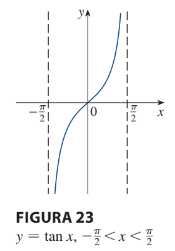 y
-π/2 0 π/2 x
FIGURA 23
y = tan x, -π/2 < x < π/2